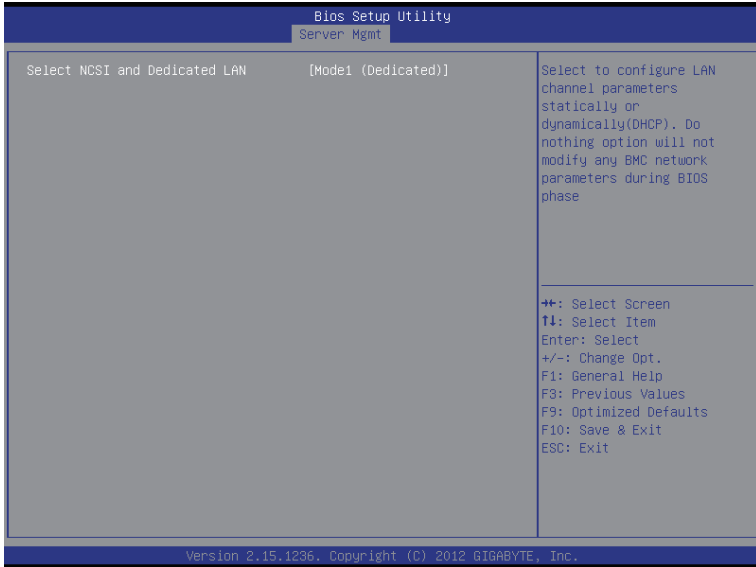 Bios Setup Utility
Server Mgmt
Select NCSI and Dedicated LAN [Mode1 (Dedicated)]
Select to configure LAN
channel parameters
statically or
dynamically(DHCP). Do
nothing option will not
modify any BMC network
parameters during BIOS
phase
→←: Select Screen
↑↓: Select Item
Enter: Select
+/-: Change Opt.
F1: General Help
F3: Previous Values
F9: Optimized Defaults
F10: Save & Exit
ESC: Exit
Version 2.15.1236. Copyright (C) 2012 GIGABYTE, Inc.